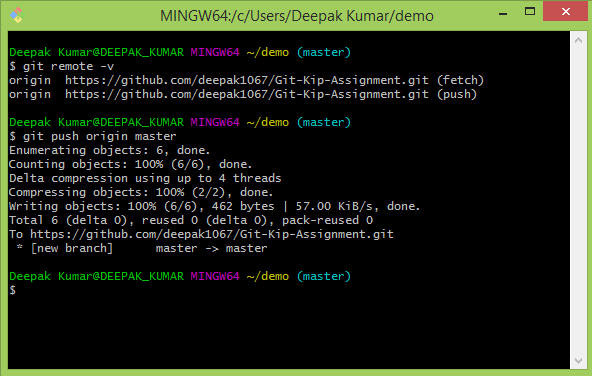 MINGW64:/c/Users/Deepak Kumar/demo
Deepak Kumar@DEEPAK_KUMAR MINGW64 ~/demo (master)
$ git remote -v
origin  https://github.com/deepak1067/Git-Kip-Assignment.git (fetch)
origin  https://github.com/deepak1067/Git-Kip-Assignment.git (push)
Deepak Kumar@DEEPAK_KUMAR MINGW64 ~/demo (master)
$ git push origin master
Enumerating objects: 6, done.
Counting objects: 100% (6/6), done.
Delta compression using up to 4 threads
Compressing objects: 100% (2/2), done.
Writing objects: 100% (6/6), 462 bytes | 57.00 KiB/s, done.
Total 6 (delta 0), reused 0 (delta 0), pack-reused 0
To https://github.com/deepak1067/Git-Kip-Assignment.git
 * [new branch]      master -> master
Deepak Kumar@DEEPAK_KUMAR MINGW64 ~/demo (master)
$